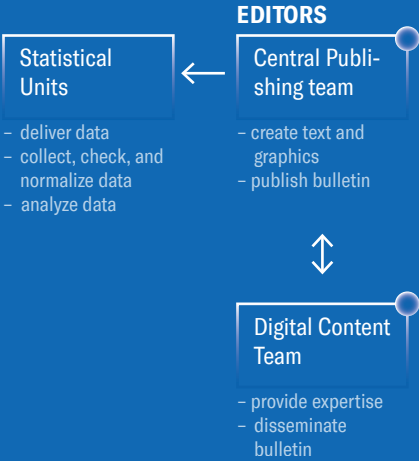 EDITORS
Statistical
Units
– deliver data
– collect, check, and
normalize data
– analyze data
Central Publi-
shing team
– create text and
graphics
– publish bulletin
Digital Content
Team
– provide expertise
– disseminate
bulletin